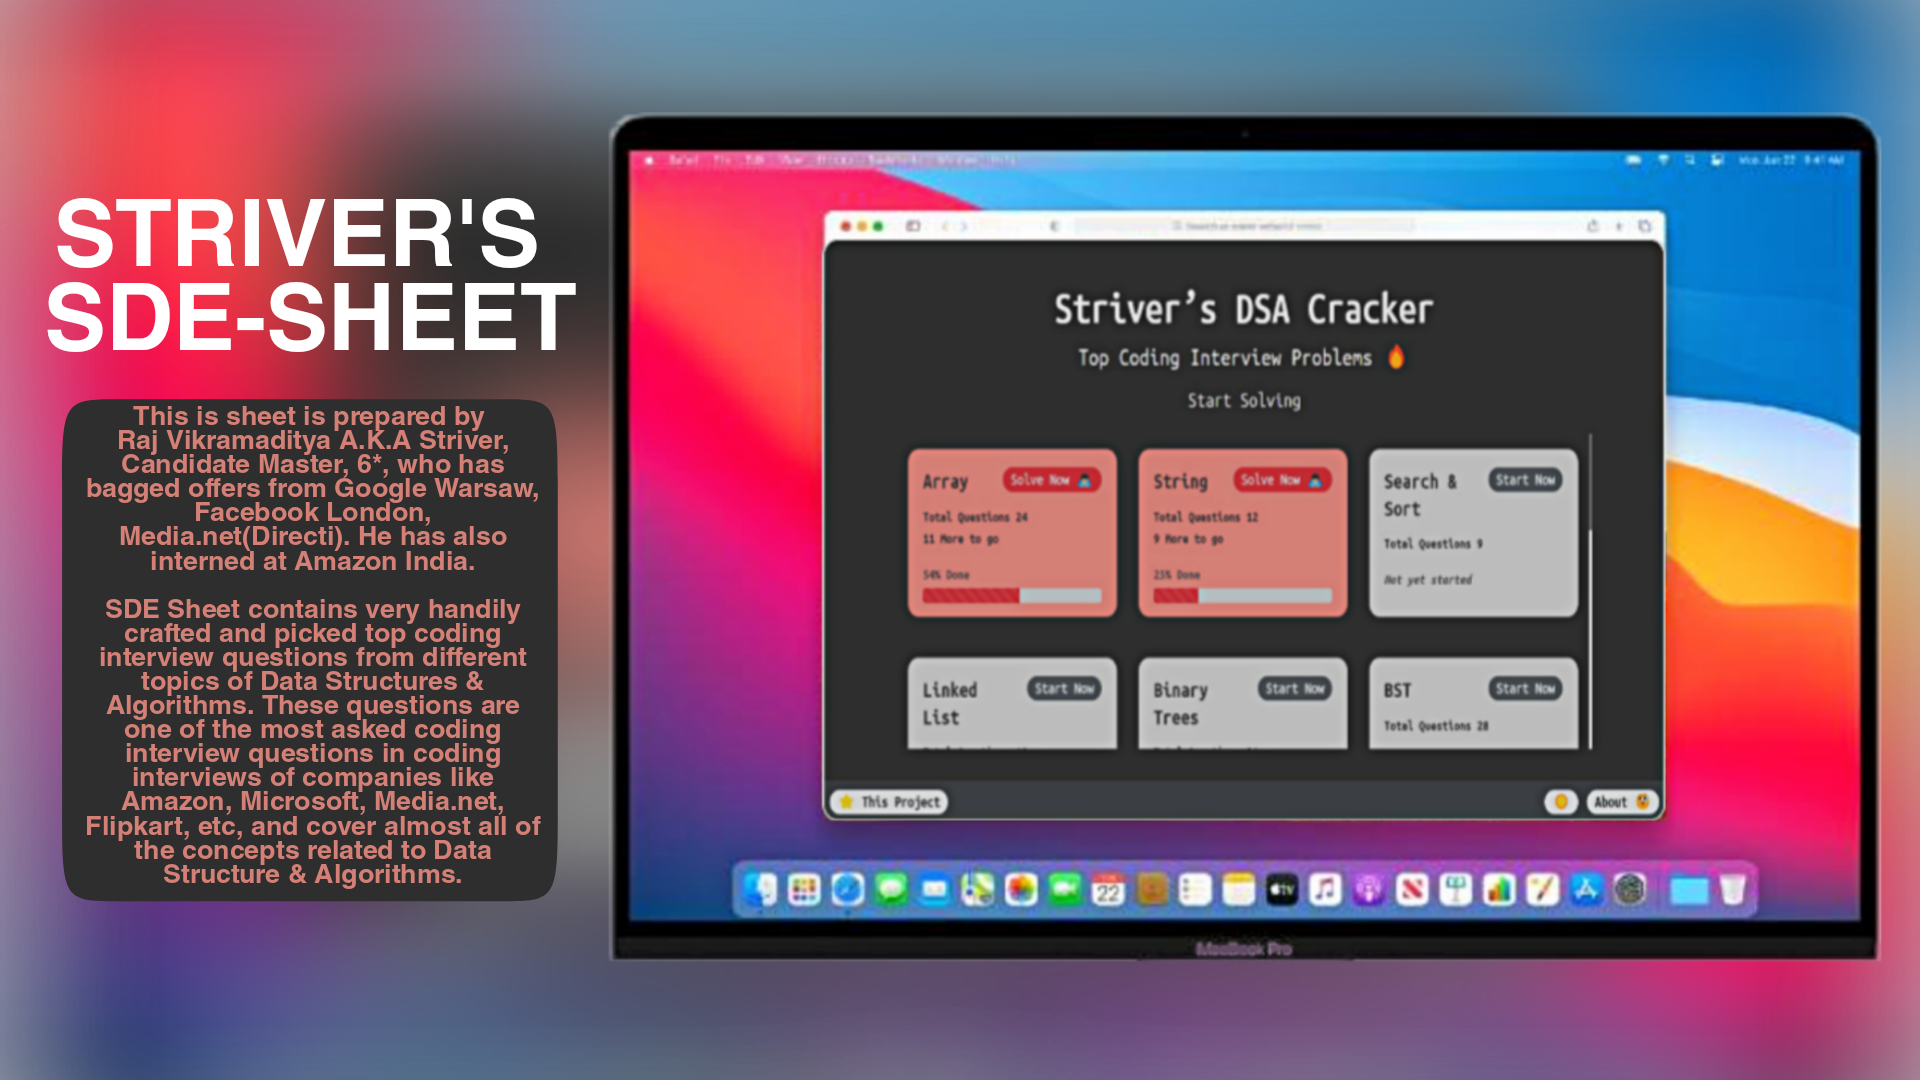 STRIVER'S
SDE-SHEET
This is sheet is prepared by
Raj Vikramaditya A.K.A Striver,
Candidate Master, 6*, who has
bagged offers from Google Warsaw,
Facebook London,
Media.net(Directi). He has also
interned at Amazon India.
SDE Sheet contains very handily
crafted and picked top coding
interview questions from different
topics of Data Structures &
Algorithms. These questions are
one of the most asked coding
interview questions in coding
interviews of companies like
Amazon, Microsoft, Media.net,
Flipkart, etc, and cover almost all of
the concepts related to Data
Structure & Algorithms.
Striver's DSA Cracker
Top Coding Interview Problems 🔥
Start Solving
Array
Solve Now
Total Questions 24
11 More to go
54% Done
String
Solve Now
Total Questions 12
9 More to go
25% Done
Search &
Sort
Start Now
Total Questions 9
Not yet started
Linked
List
Start Now
Binary
Trees
Start Now
BST
Start Now
Total Questions 28
⭐ This Project
About
22
tv
MacBook Pro